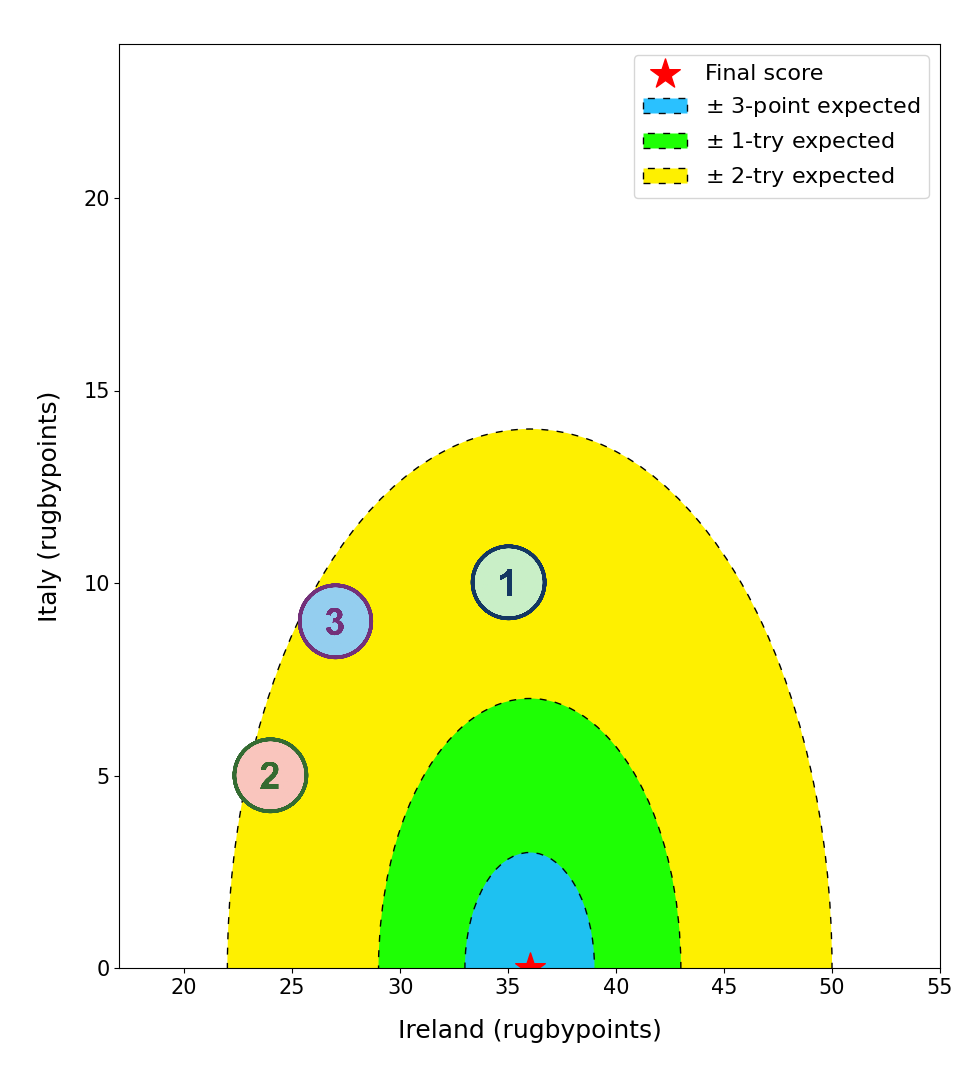 Final score
± 3-point expected
± 1-try expected
± 2-try expected
20
15
10
5
0
1
3
2
20 25 30 35 40 45 50 55
Ireland (rugbypoints)
Italy (rugbypoints)